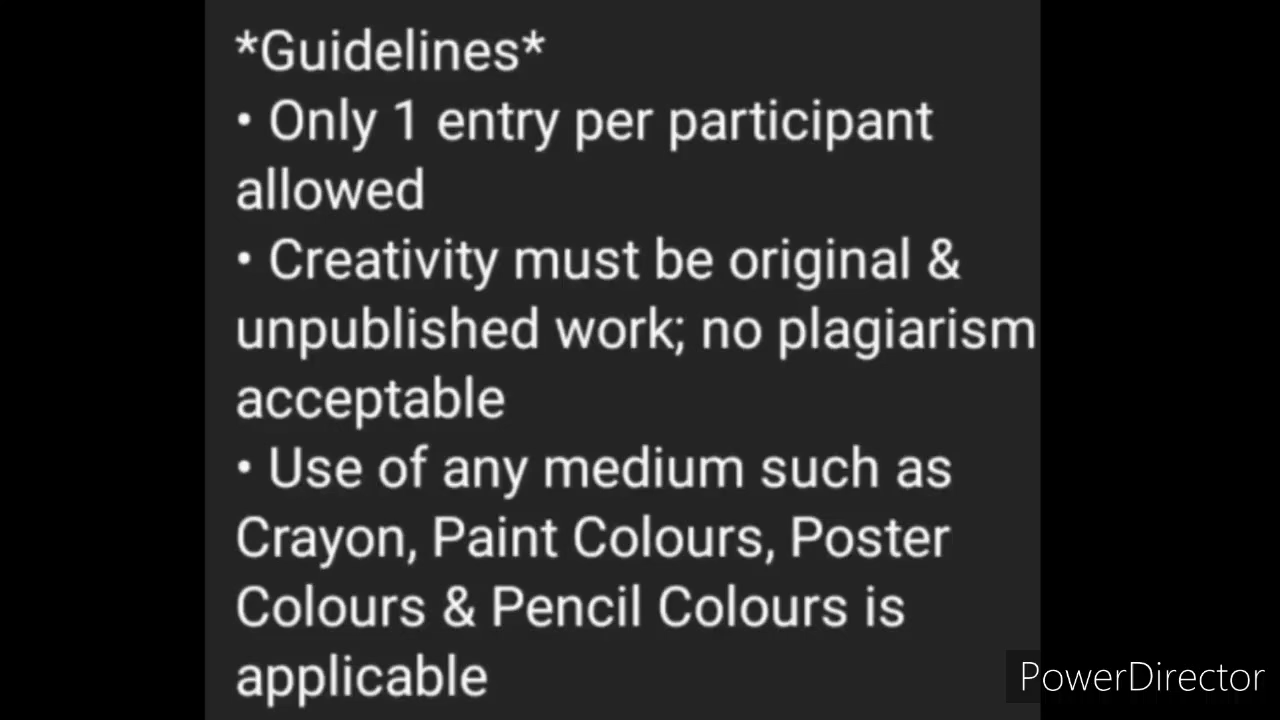 *Guidelines*
• Only 1 entry per participant
allowed
• Creativity must be original &
unpublished work; no plagiarism
acceptable
• Use of any medium such as
Crayon, Paint Colours, Poster
Colours & Pencil Colours is
applicable
PowerDirector